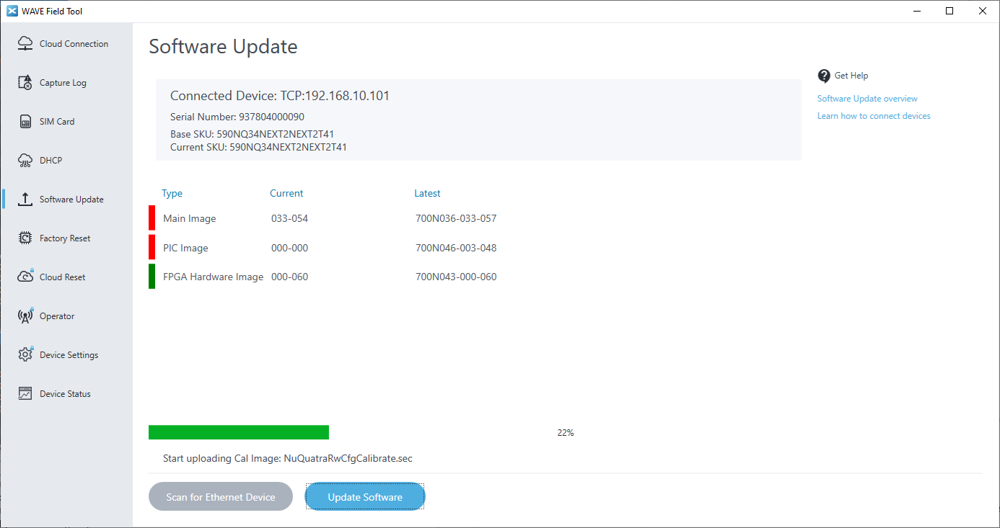 WAVE Field Tool
Cloud Connection
Capture Log
SIM Card
DHCP
Software Update
Factory Reset
Cloud Reset
Operator
Device Settings
Device Status
Software Update
Connected Device: TCP:192.168.10.101
Serial Number: 937804000090
Base SKU: 590NQ34NEXT2NEXT2T41
Current SKU: 590NQ34NEXT2NEXT2T41
Get Help
Software Update overview
Learn how to connect devices
Type Current Latest
Main Image 033-054 700N036-033-057
PIC Image 000-000 700N046-003-048
FPGA Hardware Image 000-060 700N043-000-060
22%
Start uploading Cal Image: NuQuatraRwCfgCalibrate.sec
Scan for Ethernet Device
Update Software